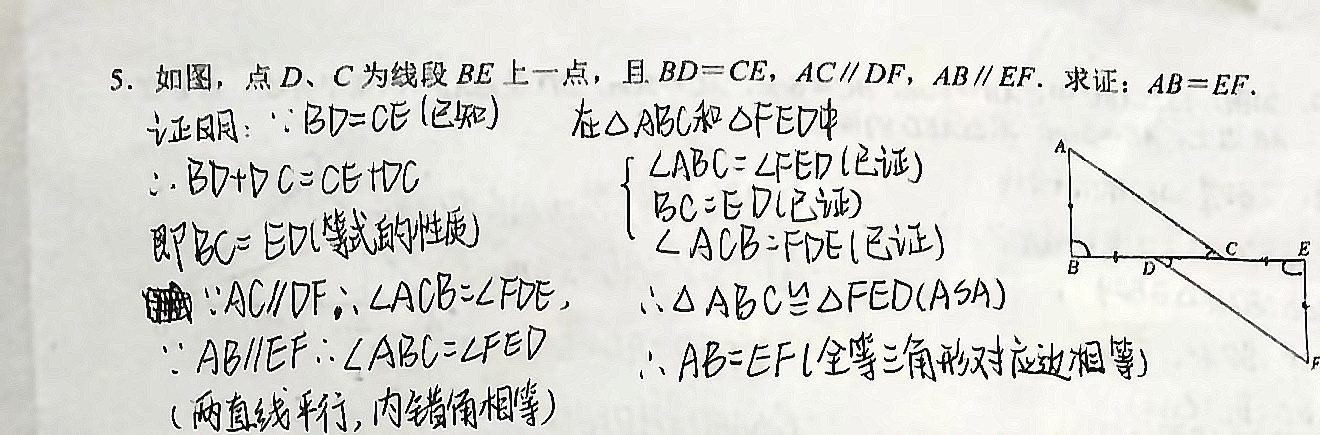 5. 如图，点 D、C 为线段 BE 上一点，且 BD=CE，AC∥DF，AB∥EF. 求证：AB=EF.
证明：∵BD=CE(已知)
∴BD+DC=CE+DC
即BC=ED(等式的性质)
∵AC∥DF∴∠ACB=∠FDE,
∵AB∥EF∴∠ABC=∠FED
(两直线平行,内错角相等)
在△ABC和△FED中
∠ABC=∠FED(已证)
BC=ED(已证)
∠ACB=FDE(已证)
∴△ABC≌△FED(ASA)
∴AB=EF(全等三角形对应边相等)
A
B
D
C
E
F